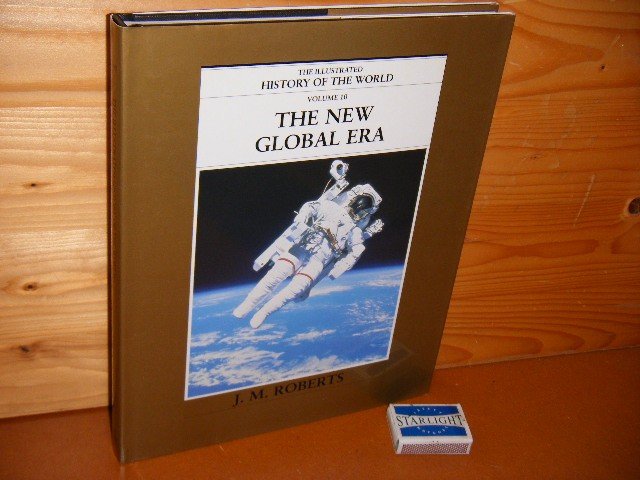 THE ILLUSTRATED
HISTORY OF THE WORLD
VOLUME 10
THE NEW
GLOBAL ERA
J. M. ROBERTS
STARLIGHT